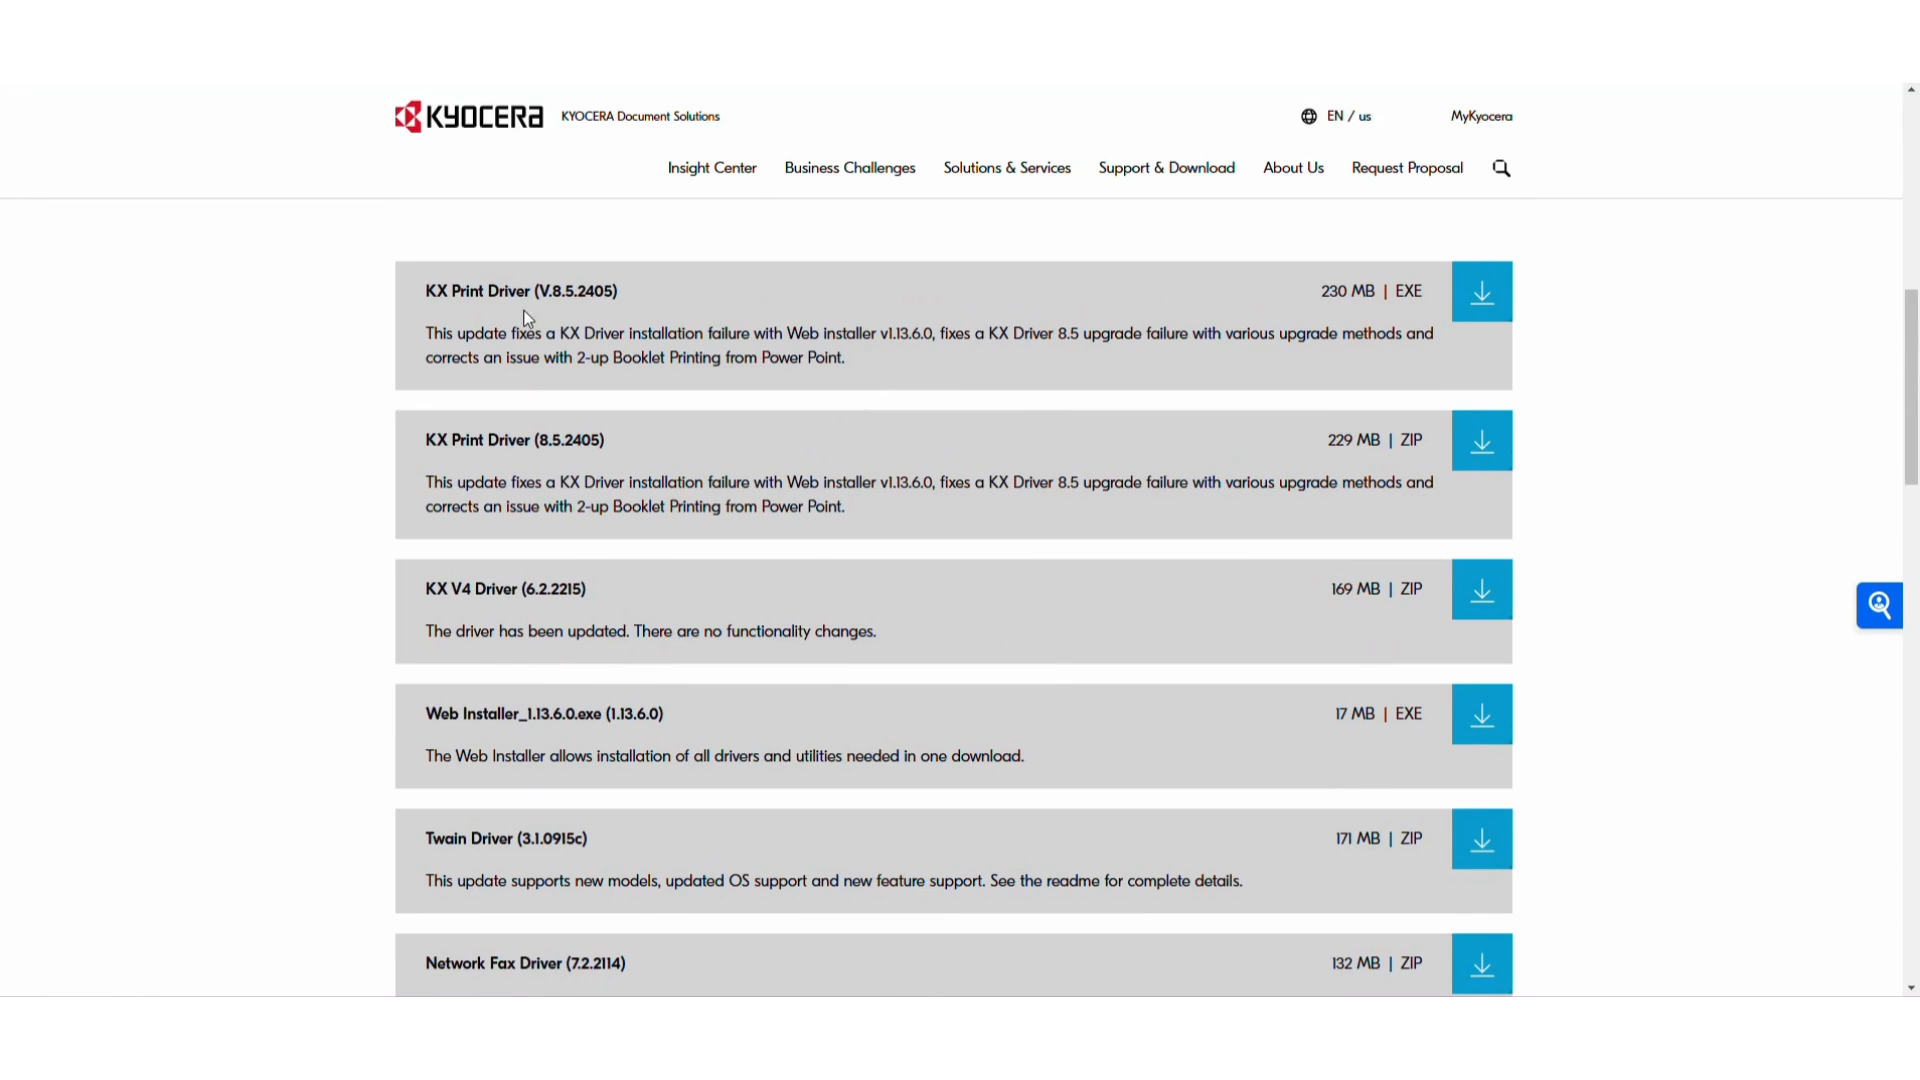 KYOCERA KYOCERA Document Solutions EN / us MyKyocera
Insight Center Business Challenges Solutions & Services Support & Download About Us Request Proposal
KX Print Driver (V.8.5.2405) 230 MB | EXE
This update fixes a KX Driver installation failure with Web installer v1.13.6.0, fixes a KX Driver 8.5 upgrade failure with various upgrade methods and
corrects an issue with 2-up Booklet Printing from Power Point.
KX Print Driver (8.5.2405) 229 MB | ZIP
This update fixes a KX Driver installation failure with Web installer v1.13.6.0, fixes a KX Driver 8.5 upgrade failure with various upgrade methods and
corrects an issue with 2-up Booklet Printing from Power Point.
KX V4 Driver (6.2.2215) 169 MB | ZIP
The driver has been updated. There are no functionality changes.
Web Installer_1.13.6.0.exe (1.13.6.0) 17 MB | EXE
The Web Installer allows installation of all drivers and utilities needed in one download.
Twain Driver (3.1.0915c) 171 MB | ZIP
This update supports new models, updated OS support and new feature support. See the readme for complete details.
Network Fax Driver (7.2.2114) 132 MB | ZIP